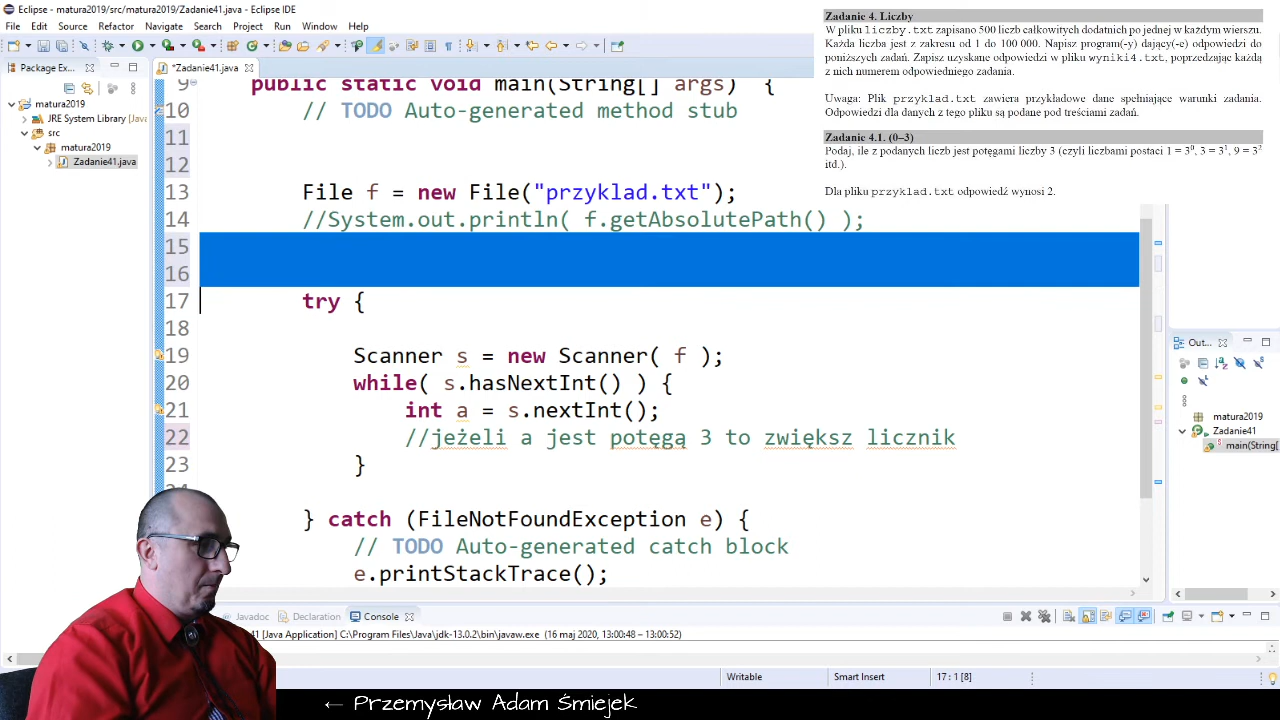 matura2019/src/matura2019/Zadanie41.java - Eclipse IDE
File Edit Source Refactor Navigate Search Project Run Window Help
Package Ex...
*Zadanie41.java
matura2019
JRE System Library [Java
src
matura2019
Zadanie41.java
9 public static void main(String[] args) {
10 // TODO Auto-generated method stub
11
12
13 File f = new File("przyklad.txt");
14 //System.out.println( f.getAbsolutePath() );
15
16
17 try {
18
19 Scanner s = new Scanner( f );
20 while( s.hasNextInt() ) {
21 int a = s.nextInt();
22 //jeżeli a jest potęgą 3 to zwiększ licznik
23 }
} catch (FileNotFoundException e) {
// TODO Auto-generated catch block
e.printStackTrace();
Zadanie 4. Liczby
W pliku liczby.txt zapisano 500 liczb całkowitych dodatnich po jednej w każdym wierszu.
Każda liczba jest z zakresu od 1 do 100 000. Napisz program(-y) dający(-e) odpowiedzi do
poniższych zadań. Zapisz uzyskane odpowiedzi w pliku wyniki4.txt, poprzedzając każdą
z nich numerem odpowiedniego zadania.
Uwaga: Plik przyklad.txt zawiera przykładowe dane spełniające warunki zadania.
Odpowiedzi dla danych z tego pliku są podane pod treściami zadań.
Zadanie 4.1. (0–3)
Podaj, ile z podanych liczb jest potęgami liczby 3 (czyli liczbami postaci 1 = 3⁰, 3 = 3¹, 9 = 3²
itd.).
Dla pliku przyklad.txt odpowiedź wynosi 2.
Out...
matura2019
Zadanie41
main(String[
Javadoc Declaration Console
41 [Java Application] C:\Program Files\Java\jdk-13.0.2\bin\javaw.exe (16 maj 2020, 13:00:48 – 13:00:52)
Writable Smart Insert 17 : 1 [8]
← Przemysław Adam Śmiejek